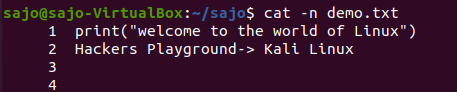 sajo@sajo-VirtualBox:~/sajo$ cat -n demo.txt
1 print("welcome to the world of Linux")
2 Hackers Playground-> Kali Linux
3
4